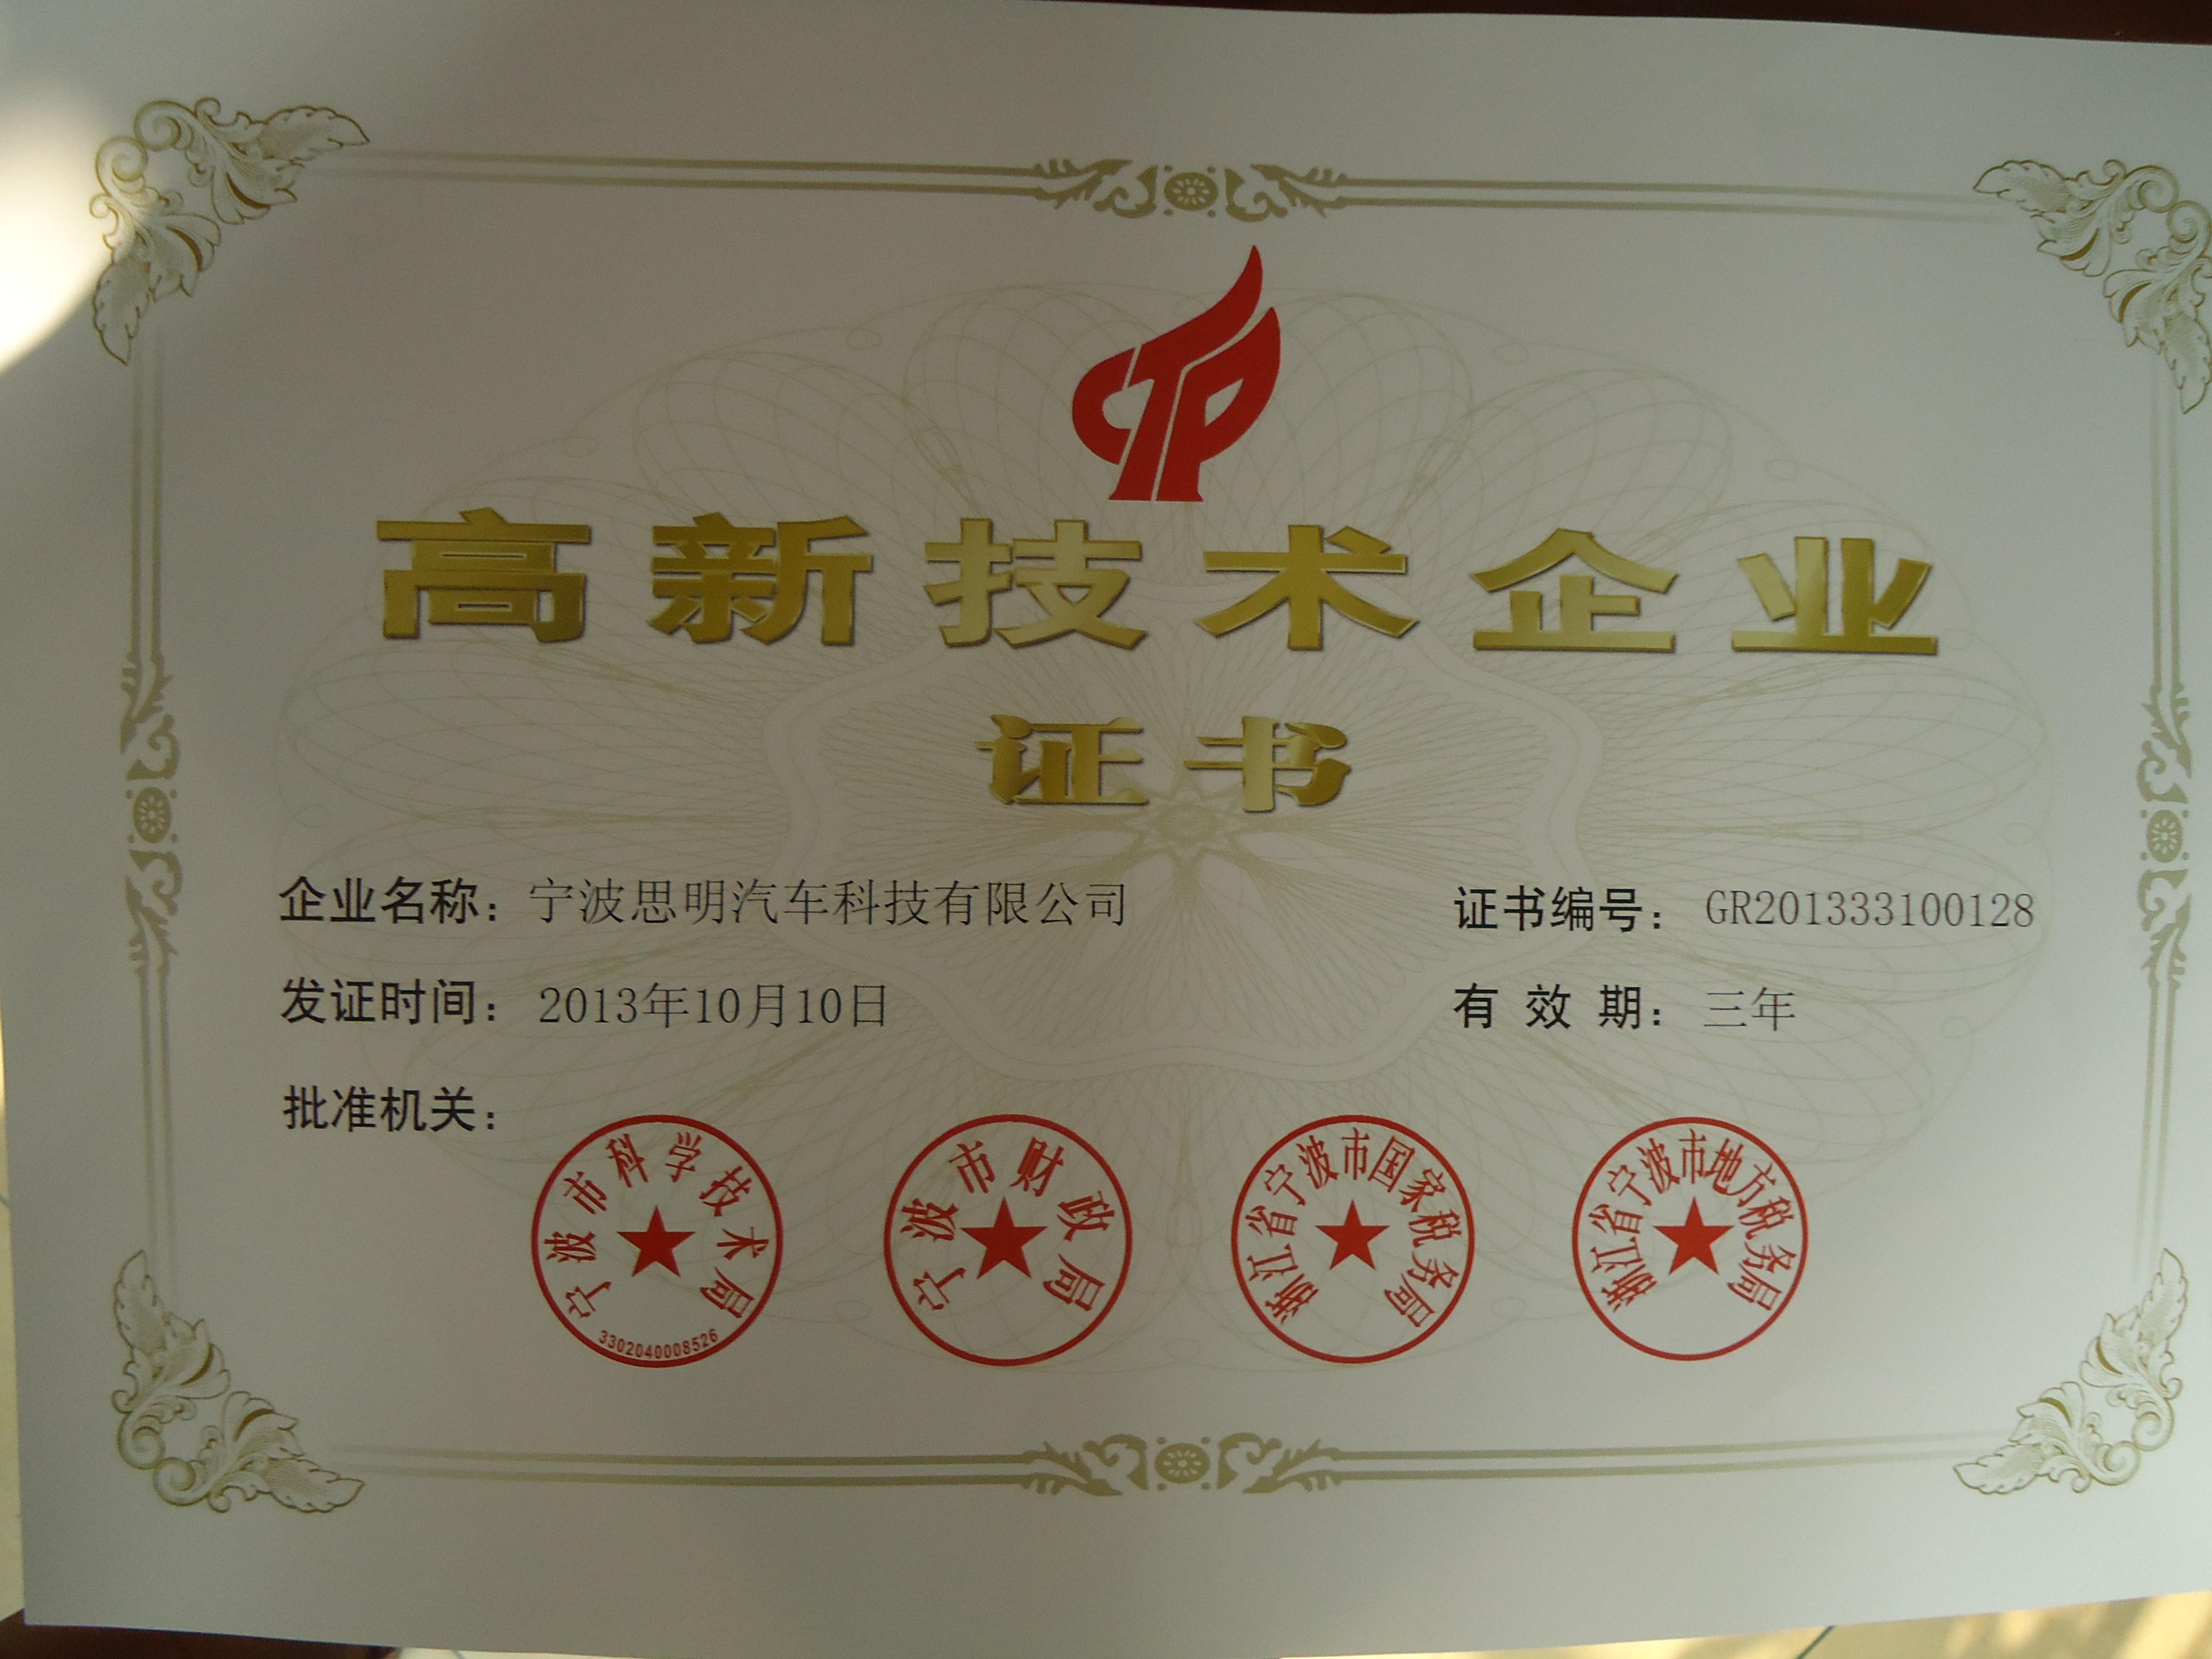 CTP
高新技术企业
证书
企业名称：宁波思明汽车科技有限公司
证书编号：GR201333100128
发证时间：2013年10月10日
有效期：三年
批准机关：
宁波市科学技术局
3302040008526
宁波市财政局
浙江省宁波市国家税务局
浙江省宁波市地方税务局